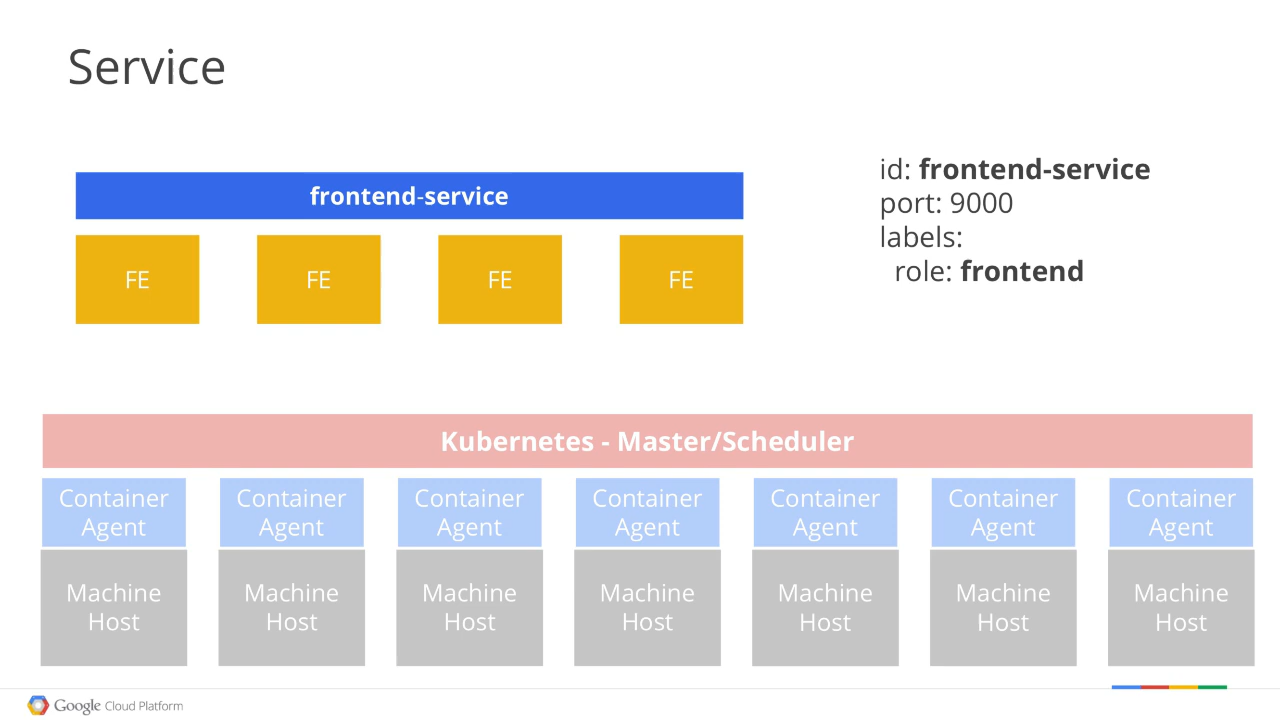 Service
frontend-service
FE FE FE FE
id: frontend-service
port: 9000
labels:
role: frontend
Kubernetes - Master/Scheduler
Container Agent
Container Agent
Container Agent
Container Agent
Container Agent
Container Agent
Container Agent
Machine Host
Machine Host
Machine Host
Machine Host
Machine Host
Machine Host
Machine Host
Google Cloud Platform